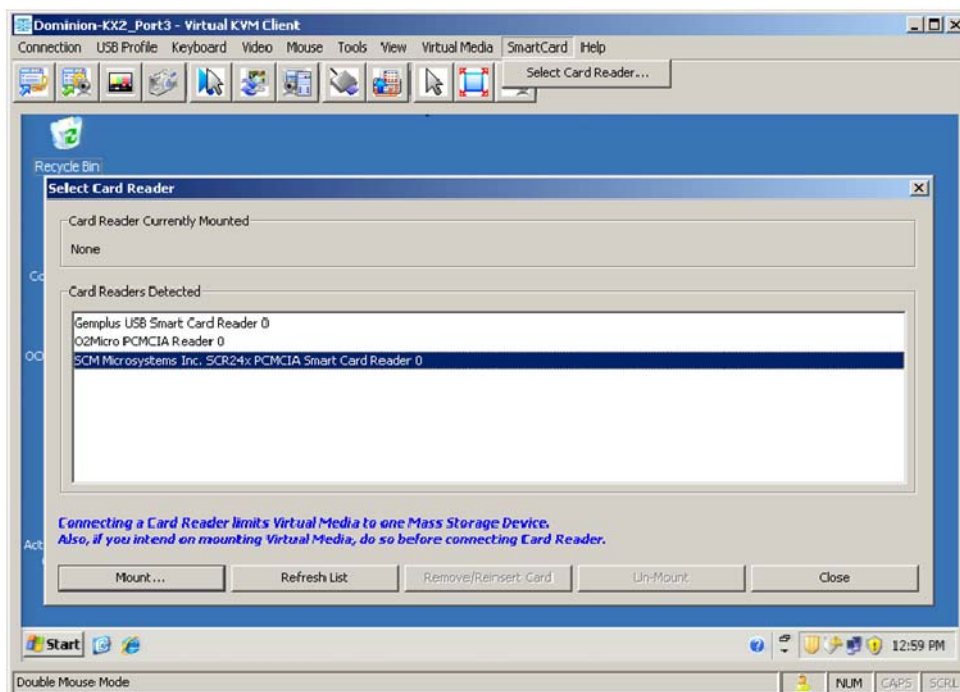 Dominion-KX2_Port3 - Virtual KVM Client
Connection USB Profile Keyboard Video Mouse Tools View Virtual Media SmartCard Help
Select Card Reader...
Recycle Bin
Select Card Reader
Card Reader Currently Mounted
None
Card Readers Detected
Gemplus USB Smart Card Reader 0
O2Micro PCMCIA Reader 0
SCM Microsystems Inc. SCR24x PCMCIA Smart Card Reader 0
Connecting a Card Reader limits Virtual Media to one Mass Storage Device.
Also, if you intend on mounting Virtual Media, do so before connecting Card Reader.
Mount... Refresh List Remove/Reinsert Card Un-Mount Close
Start 12:59 PM
Double Mouse Mode NUM CAPS SCRL